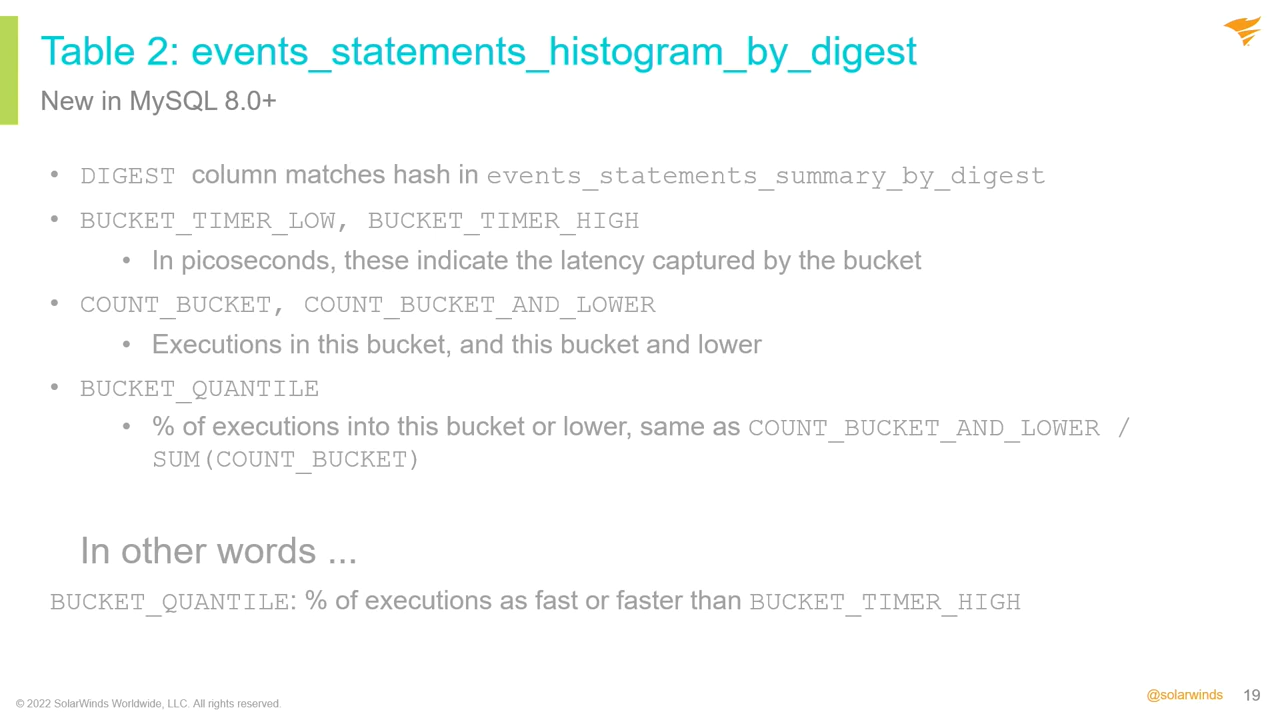 Table 2: events_statements_histogram_by_digest
New in MySQL 8.0+
• DIGEST column matches hash in events_statements_summary_by_digest
• BUCKET_TIMER_LOW, BUCKET_TIMER_HIGH
• In picoseconds, these indicate the latency captured by the bucket
• COUNT_BUCKET, COUNT_BUCKET_AND_LOWER
• Executions in this bucket, and this bucket and lower
• BUCKET_QUANTILE
• % of executions into this bucket or lower, same as COUNT_BUCKET_AND_LOWER /
SUM(COUNT_BUCKET)
In other words ...
BUCKET_QUANTILE: % of executions as fast or faster than BUCKET_TIMER_HIGH
© 2022 SolarWinds Worldwide, LLC. All rights reserved.
@solarwinds 19